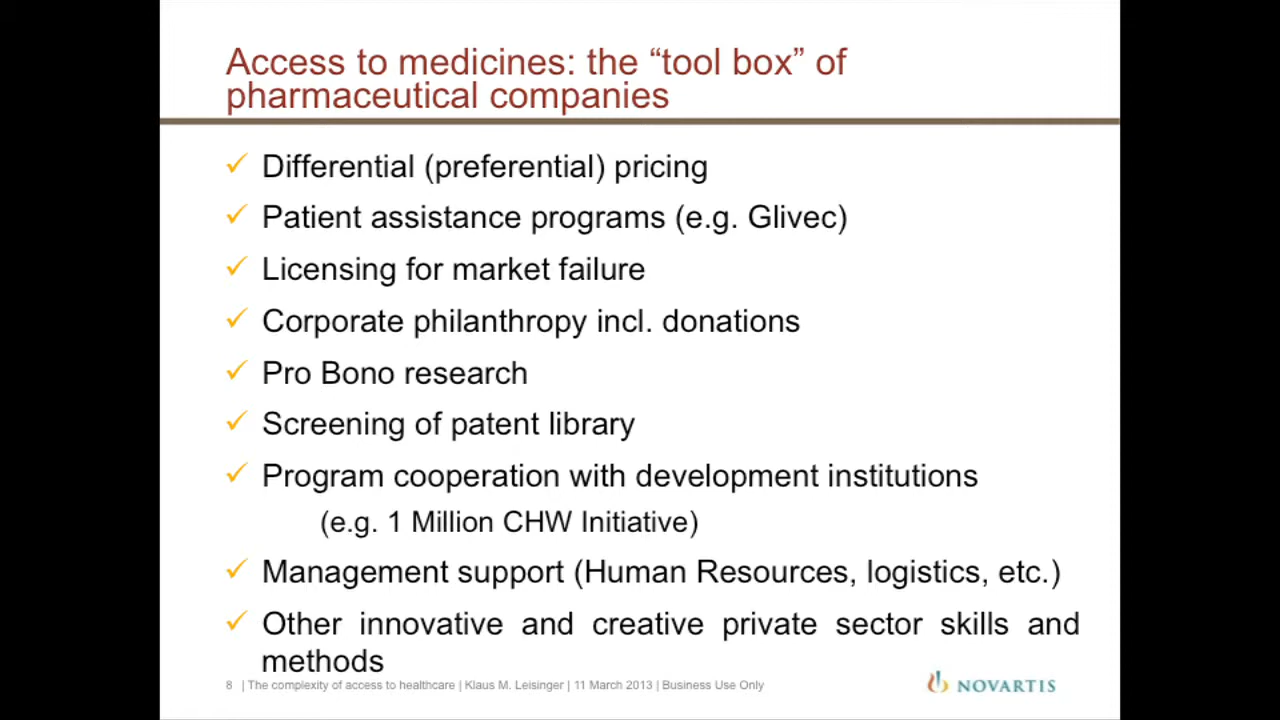 Access to medicines: the “tool box” of
pharmaceutical companies
✓ Differential (preferential) pricing
✓ Patient assistance programs (e.g. Glivec)
✓ Licensing for market failure
✓ Corporate philanthropy incl. donations
✓ Pro Bono research
✓ Screening of patent library
✓ Program cooperation with development institutions
(e.g. 1 Million CHW Initiative)
✓ Management support (Human Resources, logistics, etc.)
✓ Other innovative and creative private sector skills and
methods
8 | The complexity of access to healthcare | Klaus M. Leisinger | 11 March 2013 | Business Use Only
NOVARTIS